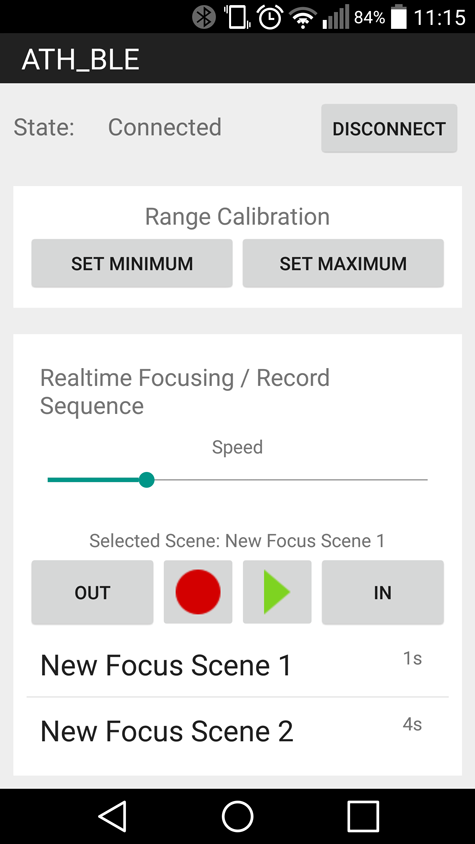 84% 11:15
ATH_BLE
State: Connected DISCONNECT
Range Calibration
SET MINIMUM SET MAXIMUM
Realtime Focusing / Record
Sequence
Speed
Selected Scene: New Focus Scene 1
OUT IN
New Focus Scene 1 1s
New Focus Scene 2 4s